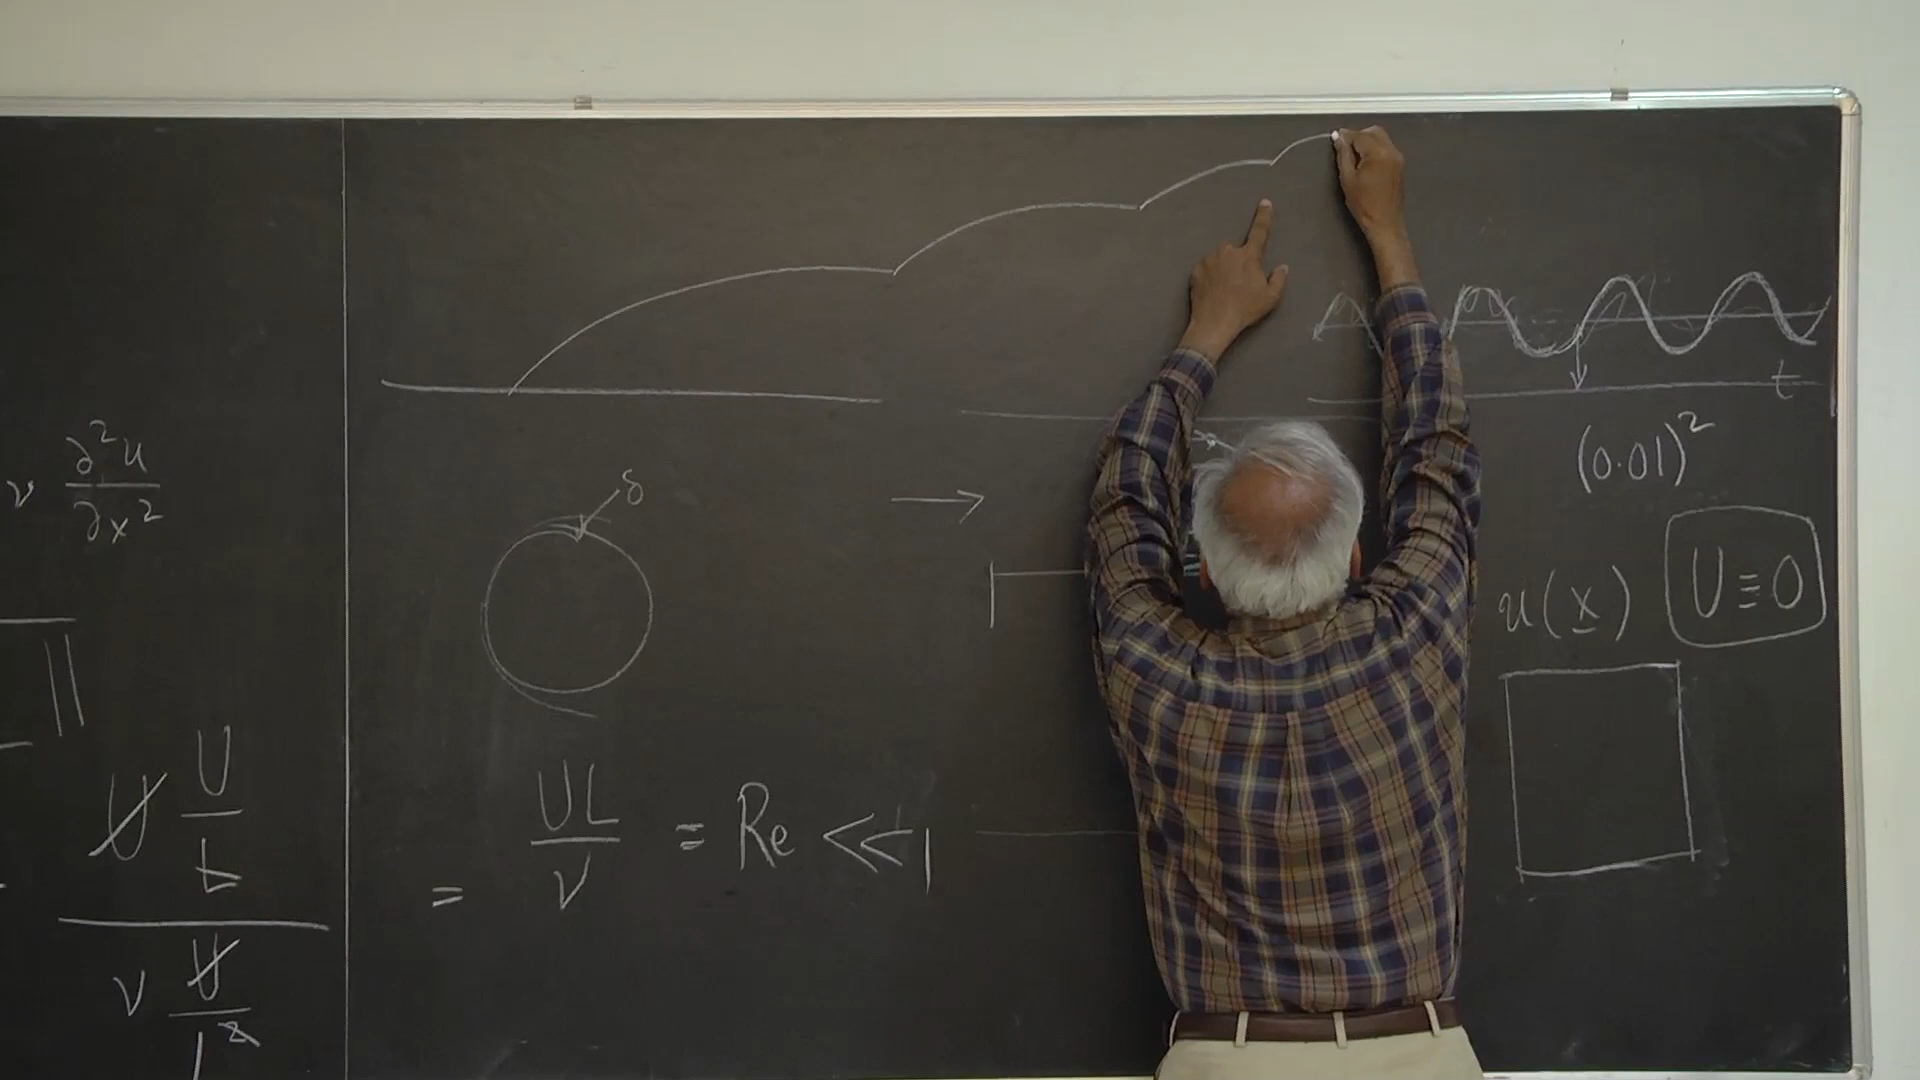 ν ∂²u / ∂x²
U U/L
ν U/L²
= UL/ν = Re << 1
δ
t
(0.01)²
u(x) U ≡ 0